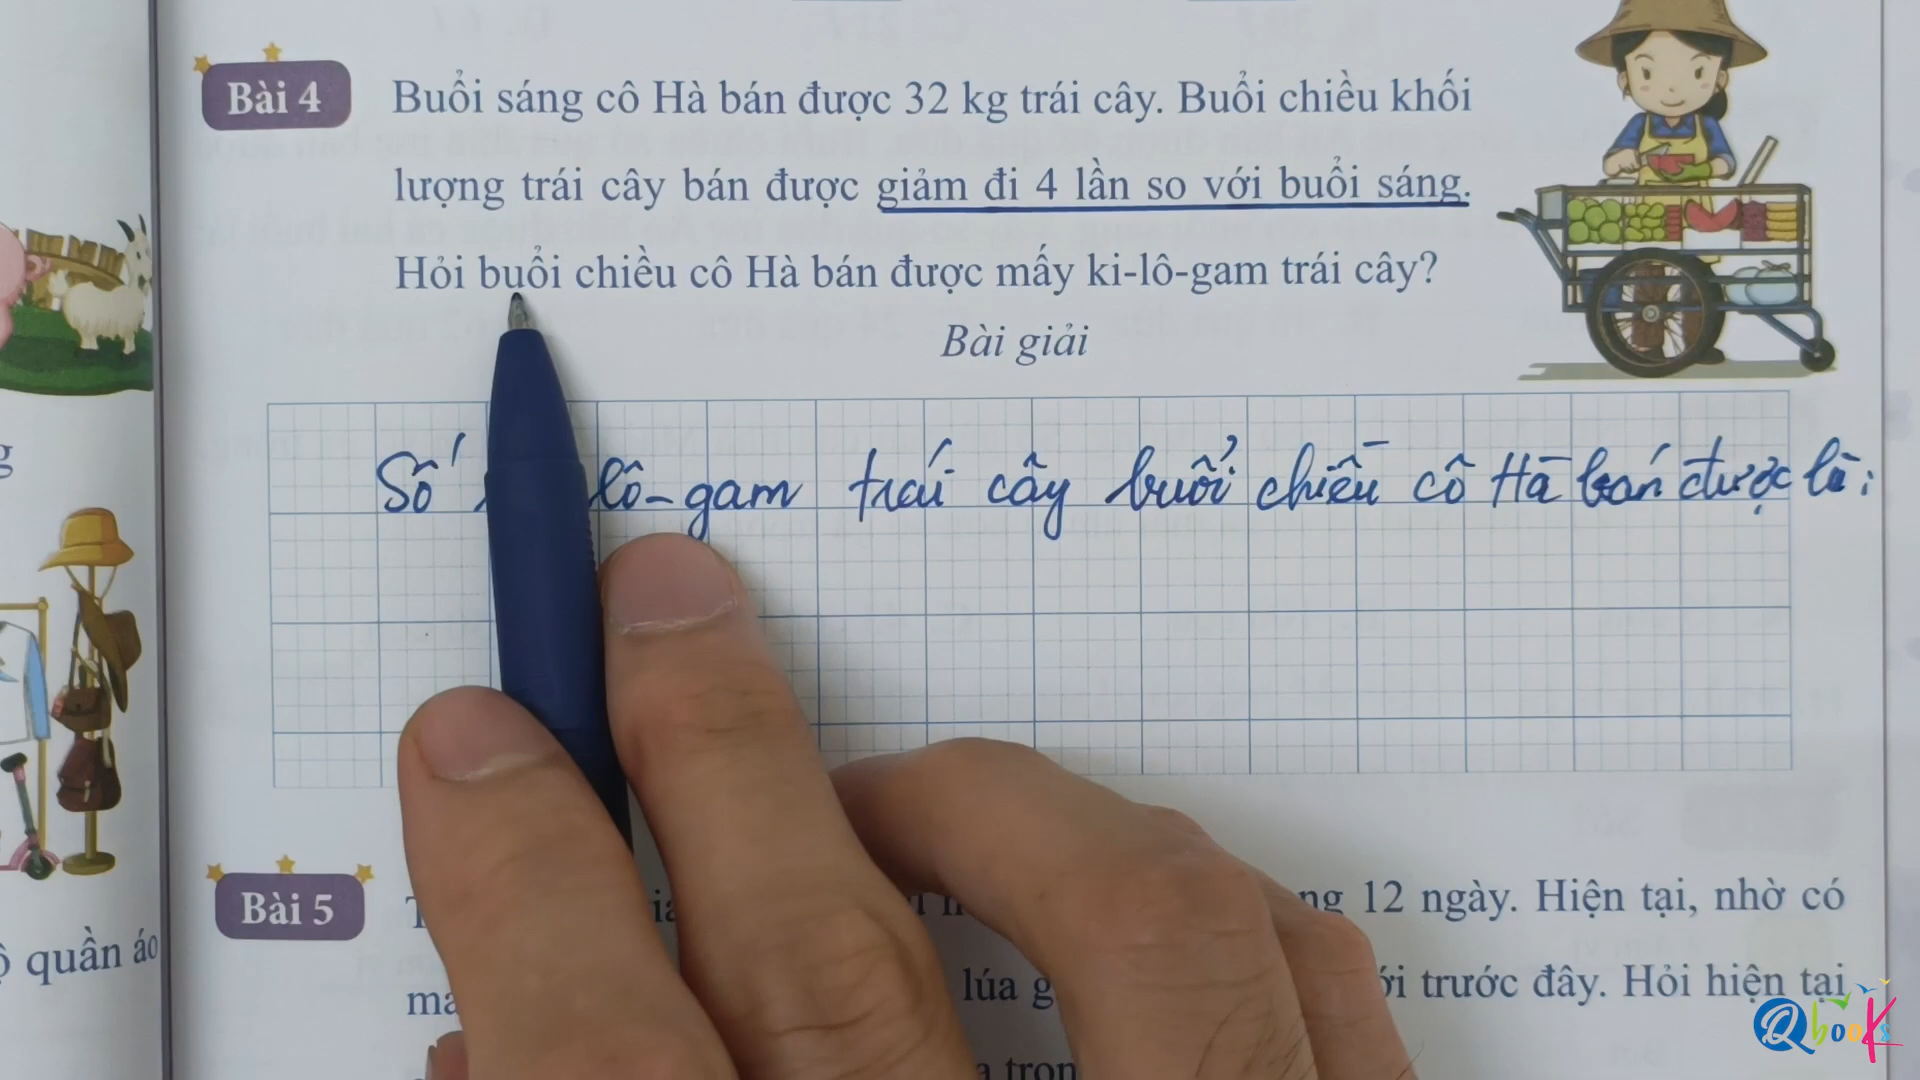 Bài 4 Buổi sáng cô Hà bán được 32 kg trái cây. Buổi chiều khối
lượng trái cây bán được giảm đi 4 lần so với buổi sáng.
Hỏi buổi chiều cô Hà bán được mấy ki-lô-gam trái cây?
Bài giải
Số lô-gam trái cây buổi chiều cô Hà bán được là:
Bài 5 ng 12 ngày. Hiện tại, nhờ có
lúa trước đây. Hỏi hiện tại
quần áo
Qbooks